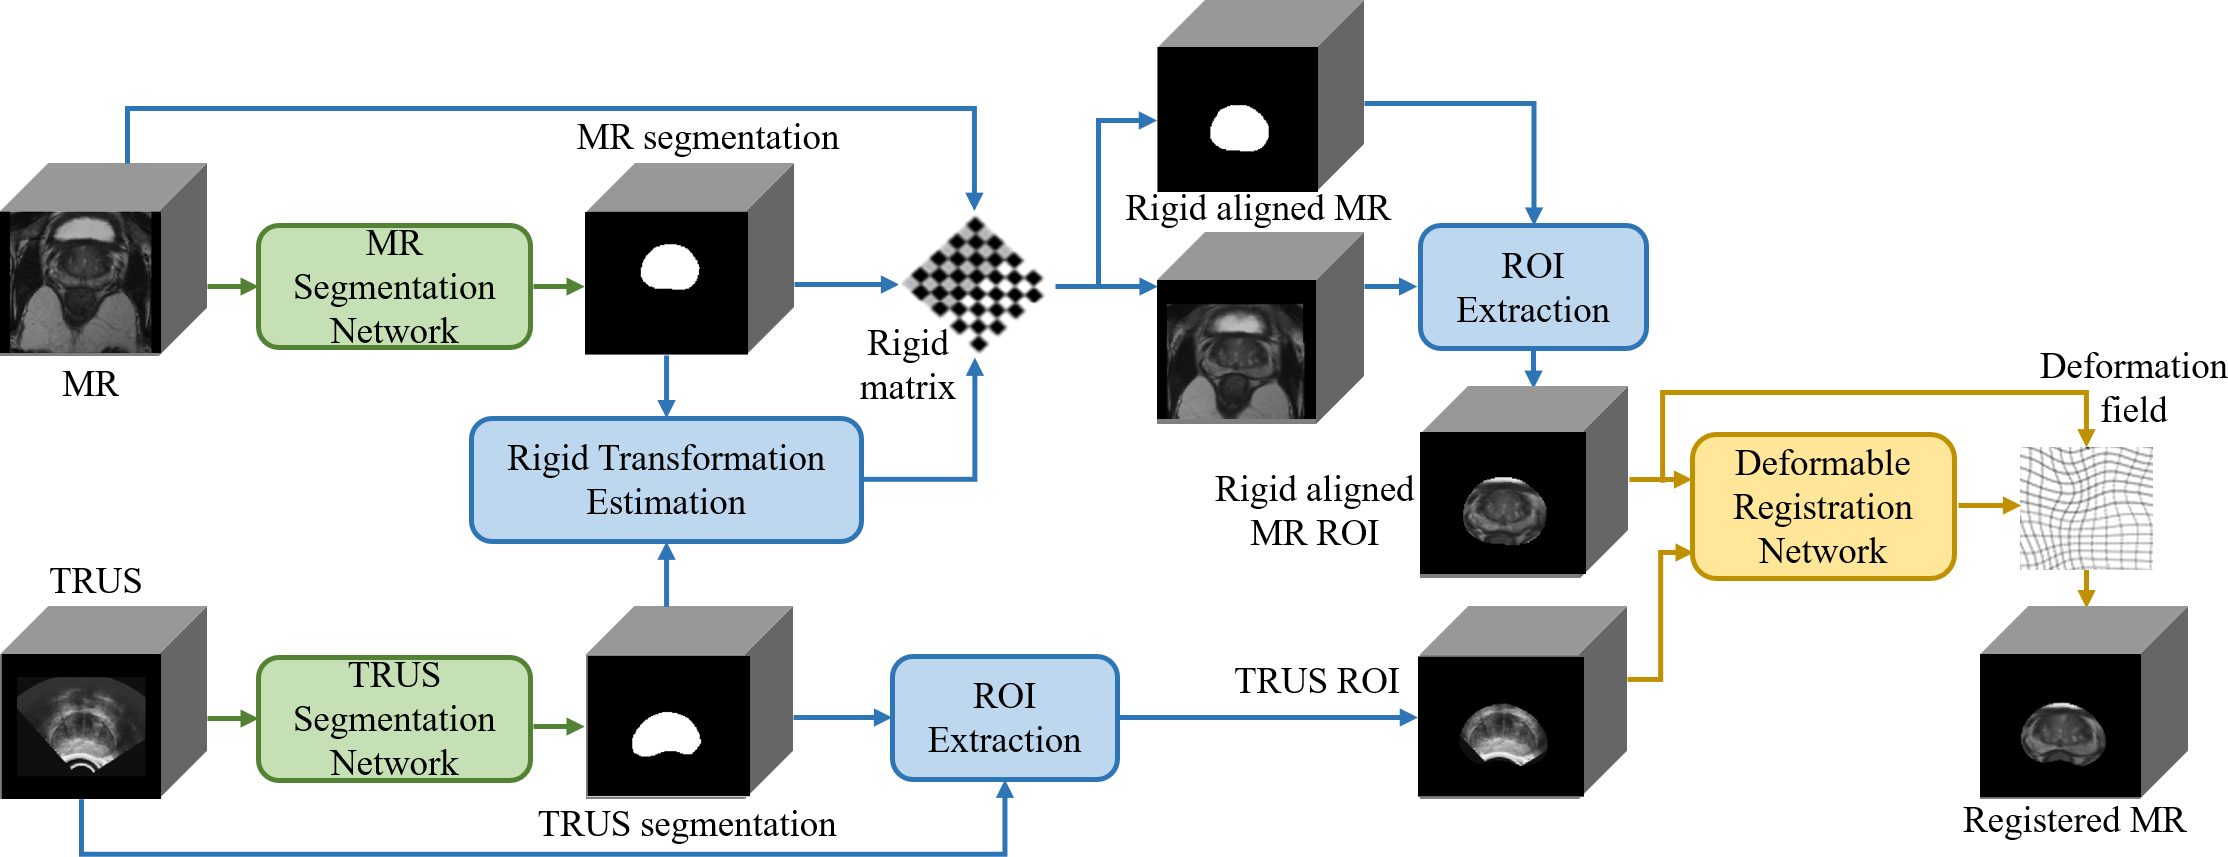 MR segmentation
Rigid aligned MR
MR
Segmentation
Network
ROI
Extraction
MR
Rigid
matrix
Deformation
field
Rigid Transformation
Estimation
Rigid aligned
MR ROI
Deformable
Registration
Network
TRUS
TRUS
Segmentation
Network
ROI
Extraction
TRUS ROI
TRUS segmentation
Registered MR